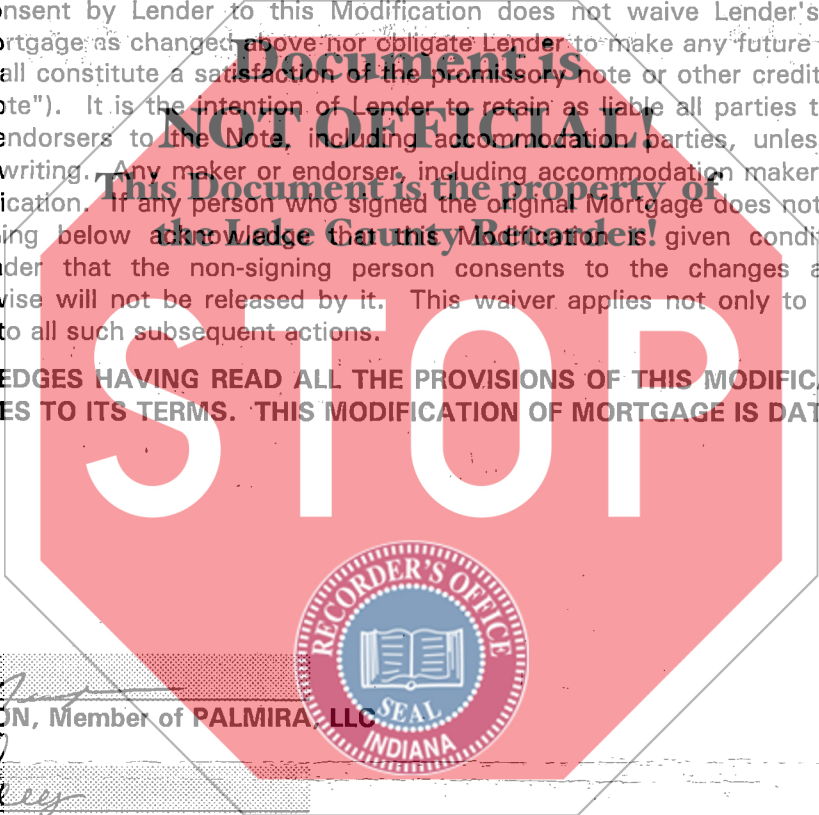 nsent by Lender to this Modification does not waive Lender's
rtgage as changed above nor obligate Lender to make any future
all constitute a satisfaction of the promissory note or other credit
ote"). It is the intention of Lender to retain as liable all parties t
endorsers to the Note, including accommodation parties, unles
writing. Any maker or endorser, including accommodation maker
ication. If any person who signed the original Mortgage does not
ing below acknowledge that this Modification is given condit
der that the non-signing person consents to the changes a
vise will not be released by it. This waiver applies not only to
to all such subsequent actions.
EDGES HAVING READ ALL THE PROVISIONS OF THIS MODIFICA
ES TO ITS TERMS. THIS MODIFICATION OF MORTGAGE IS DAT
Document is
NOT OFFICIAL!
This Document is the property of
the Lake County Recorder!
STOP
RECORDER'S OFFICE
SEAL
INDIANA
ON, Member of PALMIRA, LLC